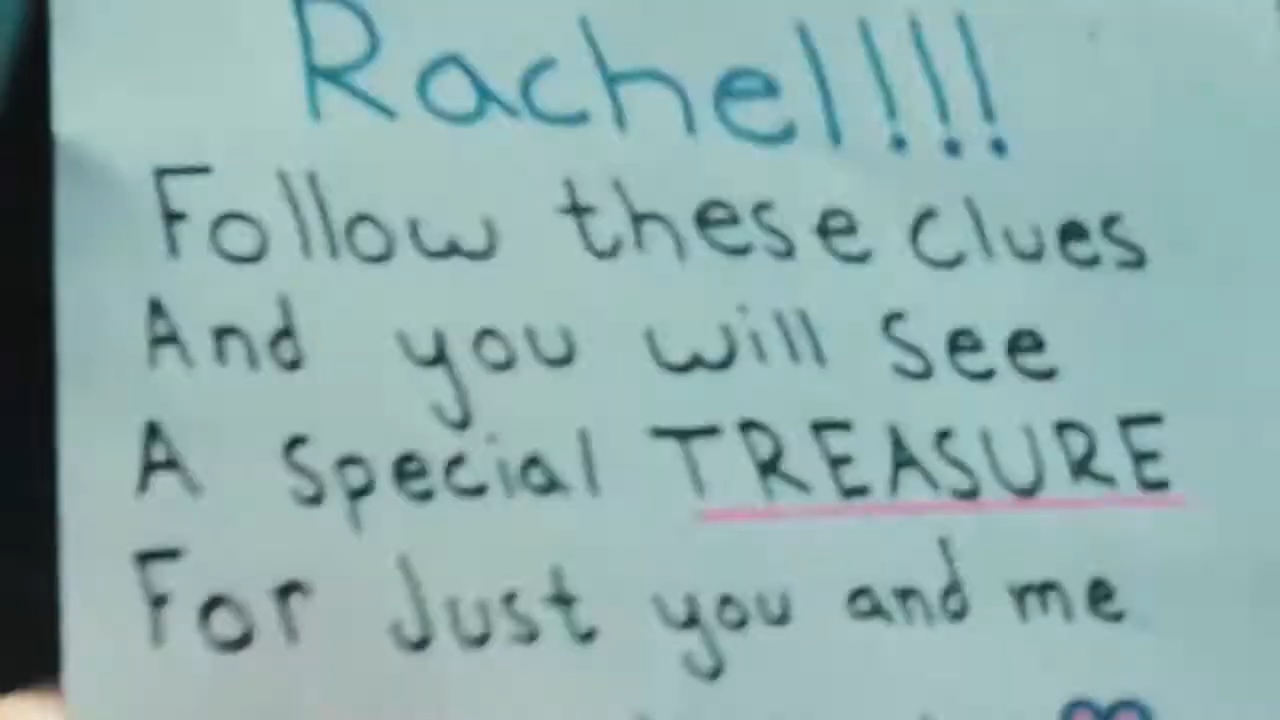 Rachel!!!
Follow these clues
And you will See
A Special TREASURE
For Just you and me